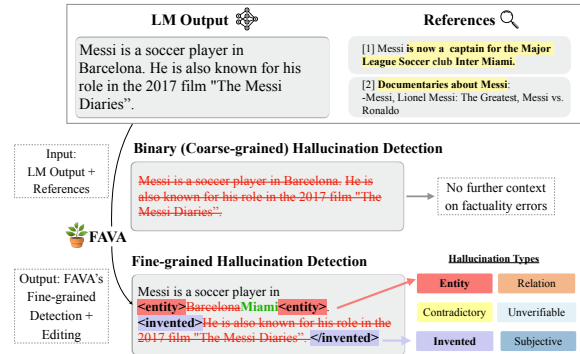 LM Output
References
Messi is a soccer player in
Barcelona. He is also known for his
role in the 2017 film "The Messi
Diaries”.
[1] Messi is now a captain for the Major
League Soccer club Inter Miami.
[2] Documentaries about Messi:
-Messi, Lionel Messi: The Greatest, Messi vs.
Ronaldo
Input:
LM Output +
References
Binary (Coarse-grained) Hallucination Detection
Messi is a soccer player in Barcelona. He is
also known for his role in the 2017 film "The
Messi Diaries".
No further context
on factuality errors
FAVA
Output: FAVA's
Fine-grained
Detection +
Editing
Fine-grained Hallucination Detection
Messi is a soccer player in
<entity>BarcelonaMiami<entity>.
<invented>He is also known for his role in the
2017 film "The Messi Diaries". </invented>
Hallucination Types
Entity
Relation
Contradictory
Unverifiable
Invented
Subjective